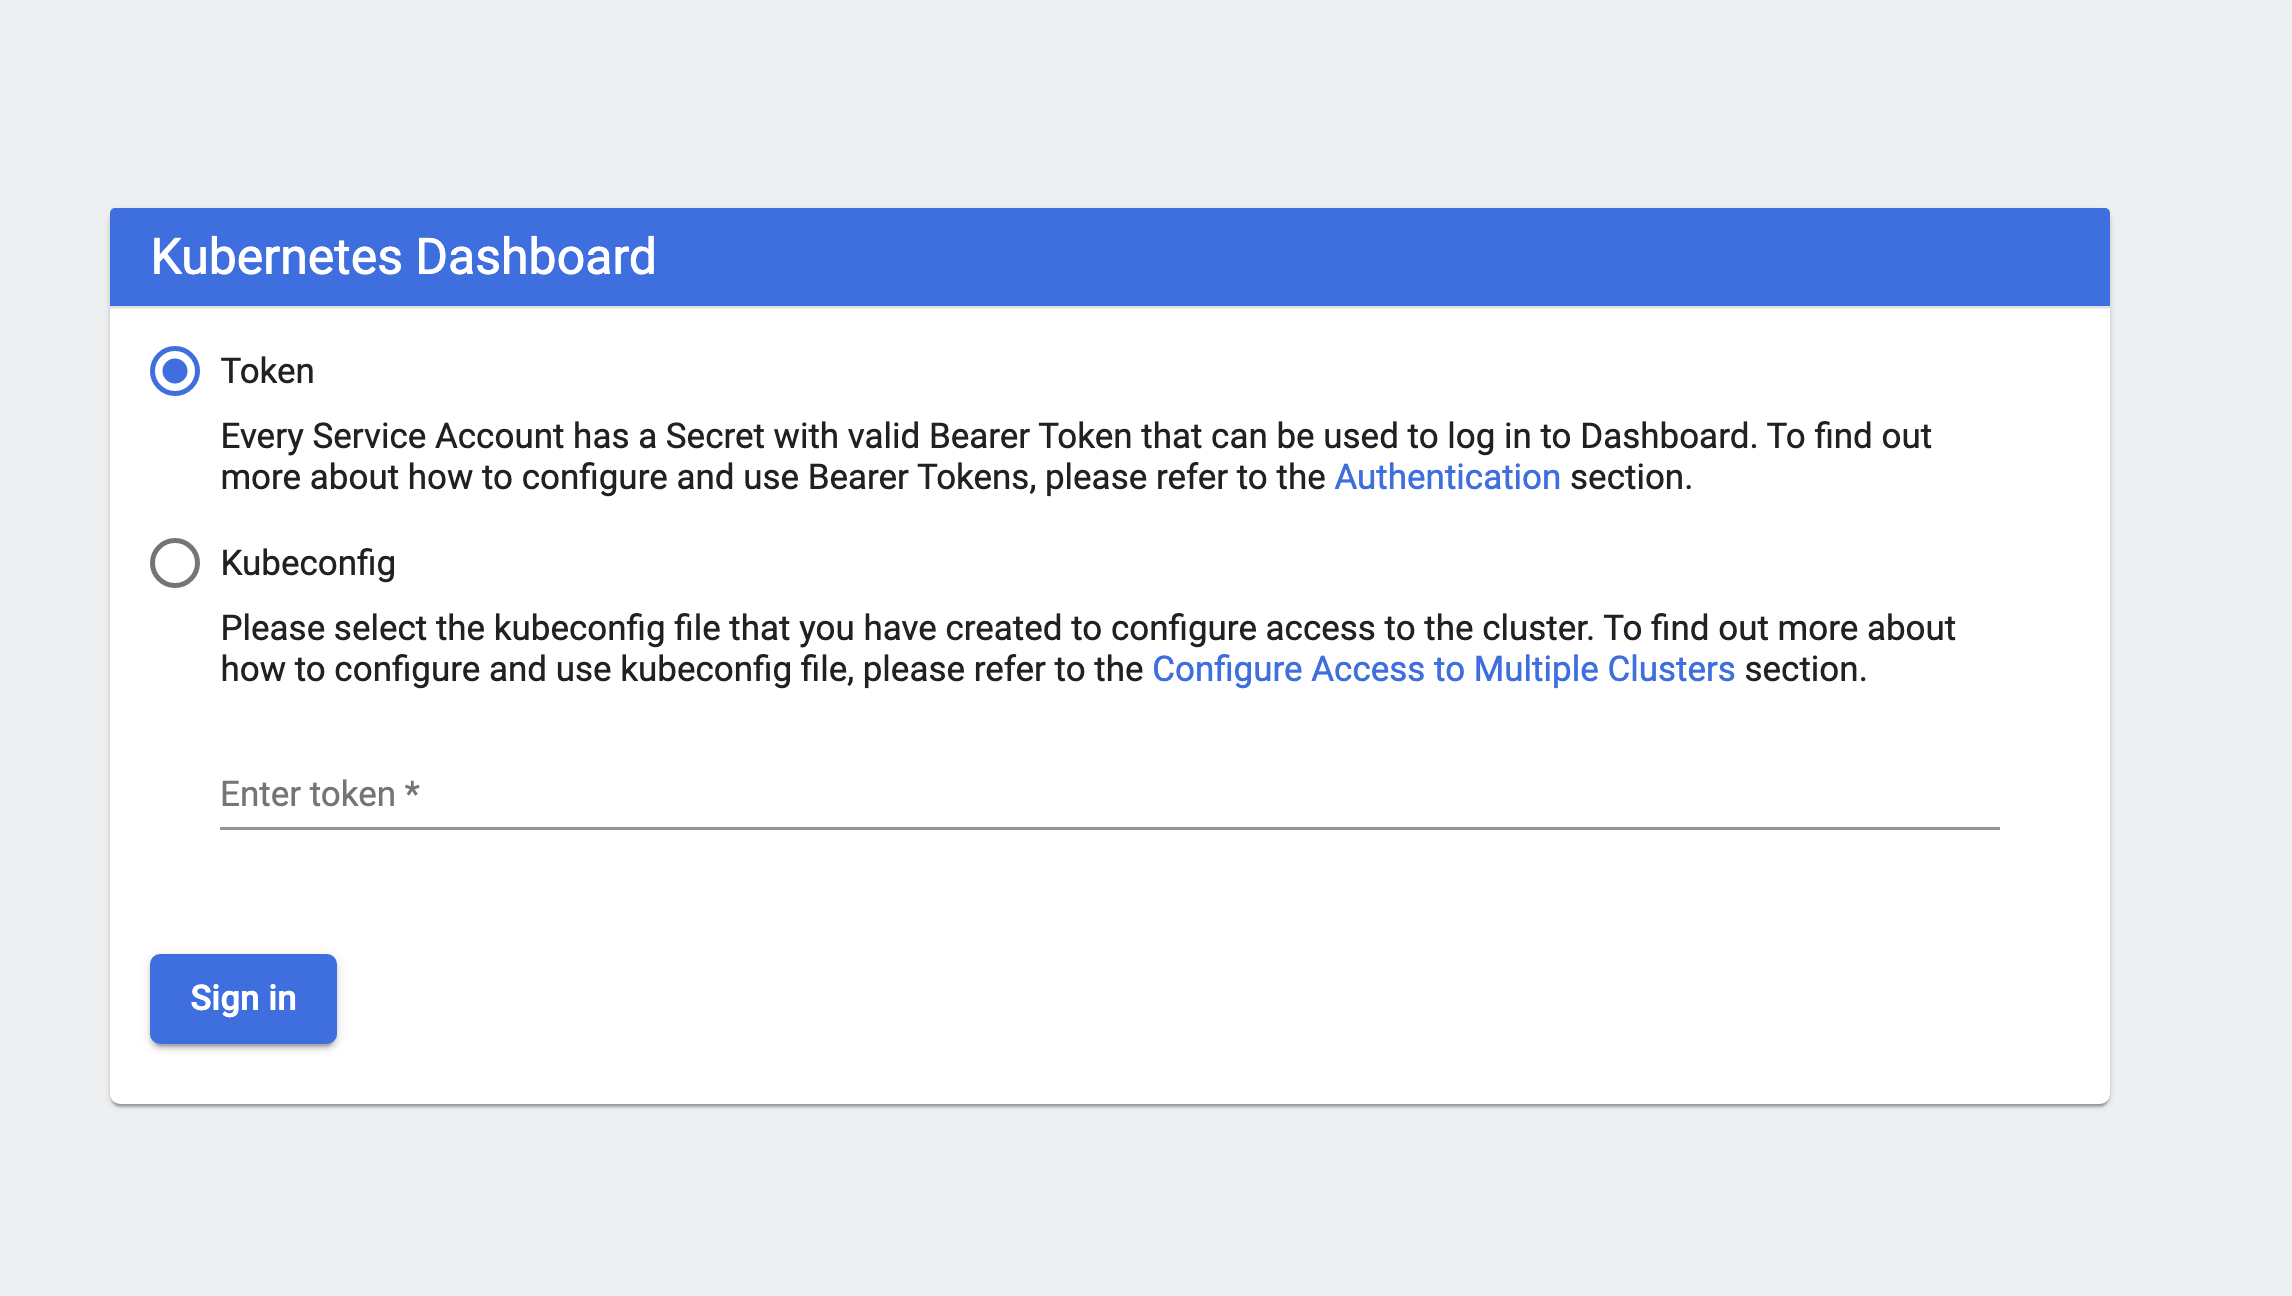 Kubernetes Dashboard
Token
Every Service Account has a Secret with valid Bearer Token that can be used to log in to Dashboard. To find out
more about how to configure and use Bearer Tokens, please refer to the Authentication section.
Kubeconfig
Please select the kubeconfig file that you have created to configure access to the cluster. To find out more about
how to configure and use kubeconfig file, please refer to the Configure Access to Multiple Clusters section.
Enter token *
Sign in